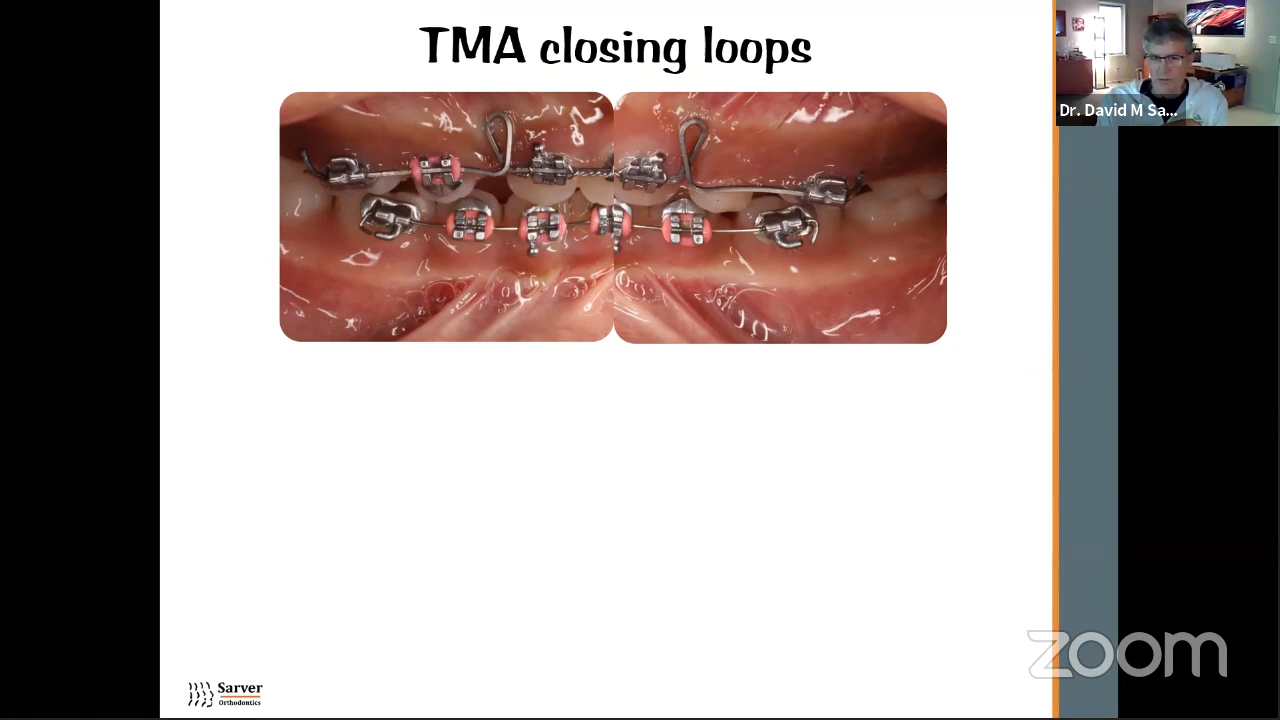 TMA closing loops
Dr. David M Sa...
Sarver
Orthodontics
zoom